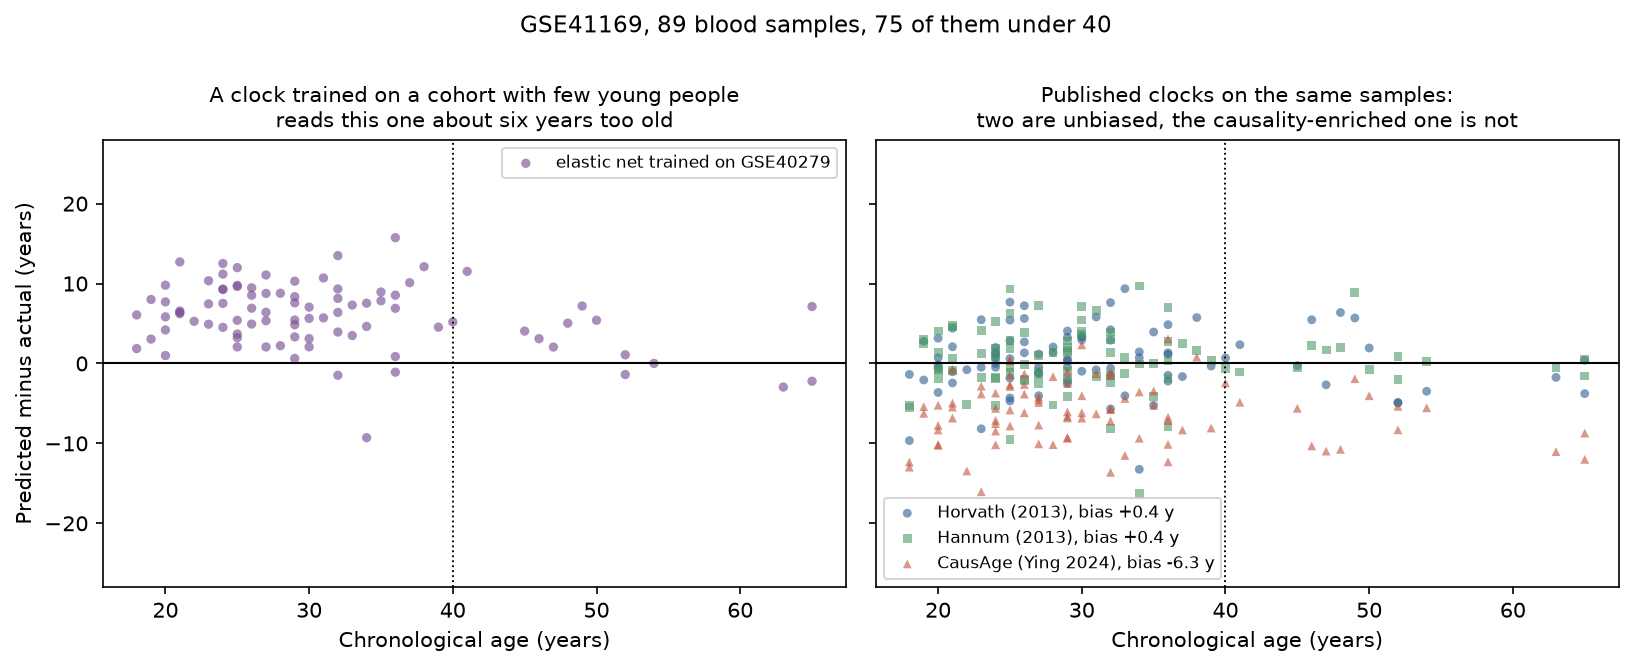 GSE41169, 89 blood samples, 75 of them under 40
A clock trained on a cohort with few young people
reads this one about six years too old
elastic net trained on GSE40279
20
10
0
−10
−20
Predicted minus actual (years)
20
30
40
50
60
Chronological age (years)
Published clocks on the same samples:
two are unbiased, the causality-enriched one is not
Horvath (2013), bias +0.4 y
Hannum (2013), bias +0.4 y
CausAge (Ying 2024), bias -6.3 y
20
30
40
50
60
Chronological age (years)